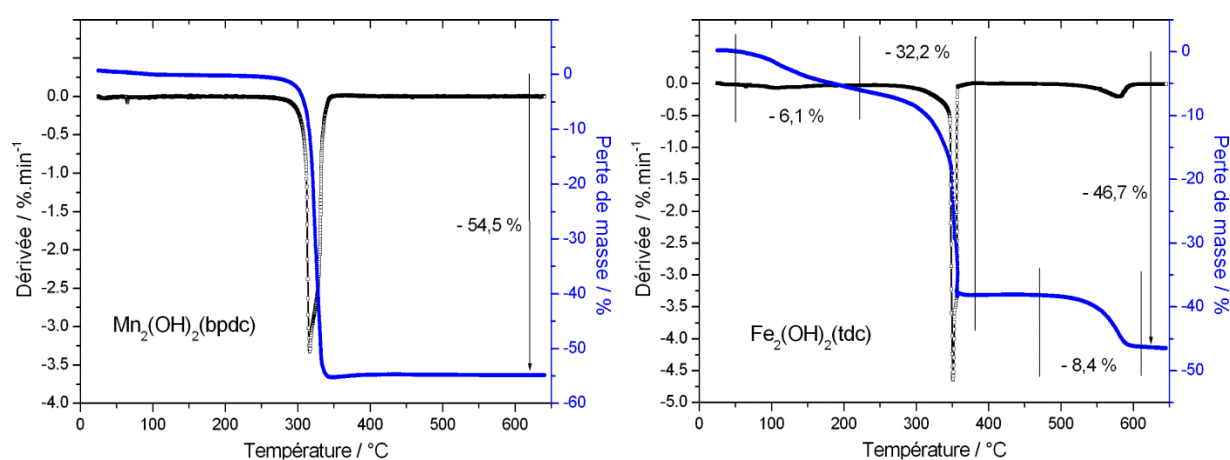 0.0
-0.5
-1.0
-1.5
-2.0
-2.5
-3.0
-3.5
-4.0
Dérivée / %.min⁻¹
0
-10
-20
-30
-40
-50
-60
Perte de masse / %
- 54,5 %
Mn₂(OH)₂(bpdc)
0 100 200 300 400 500 600
Température / °C
0.0
-0.5
-1.0
-1.5
-2.0
-2.5
-3.0
-3.5
-4.0
-4.5
-5.0
Dérivée / %.min⁻¹
0
-10
-20
-30
-40
-50
Perte de masse / %
- 32,2 %
- 6,1 %
- 46,7 %
Fe₂(OH)₂(tdc)
- 8,4 %
0 100 200 300 400 500 600
Température / °C